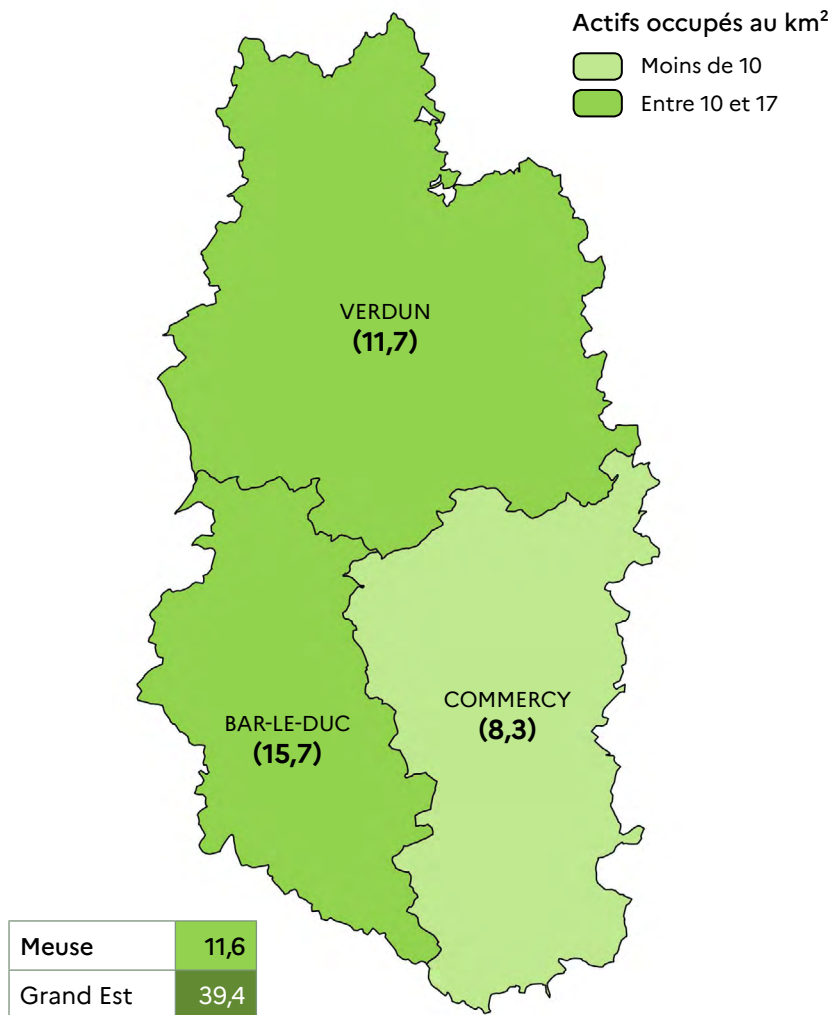 Actifs occupés au km²
Moins de 10
Entre 10 et 17
VERDUN
(11,7)
BAR-LE-DUC
(15,7)
COMMERCY
(8,3)
Meuse 11,6
Grand Est 39,4